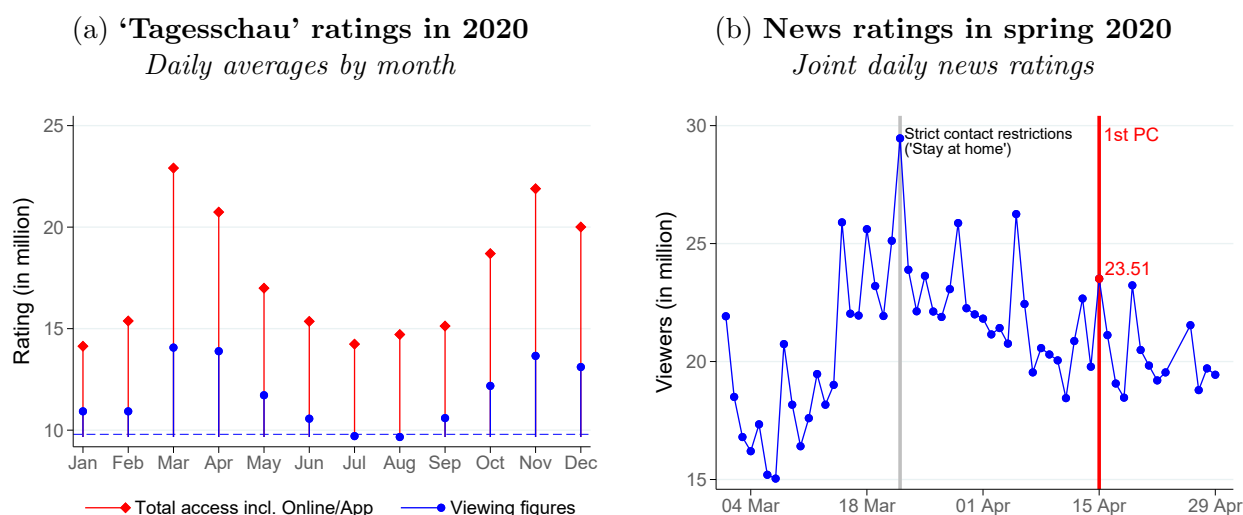 (a) ‘Tagesschau’ ratings in 2020
Daily averages by month
Rating (in million)
25
20
15
10
Jan Feb Mar Apr May Jun Jul Aug Sep Oct Nov Dec
Total access incl. Online/App Viewing figures
(b) News ratings in spring 2020
Joint daily news ratings
Viewers (in million)
30
25
20
15
Strict contact restrictions
('Stay at home')
1st PC
23.51
04 Mar 18 Mar 01 Apr 15 Apr 29 Apr